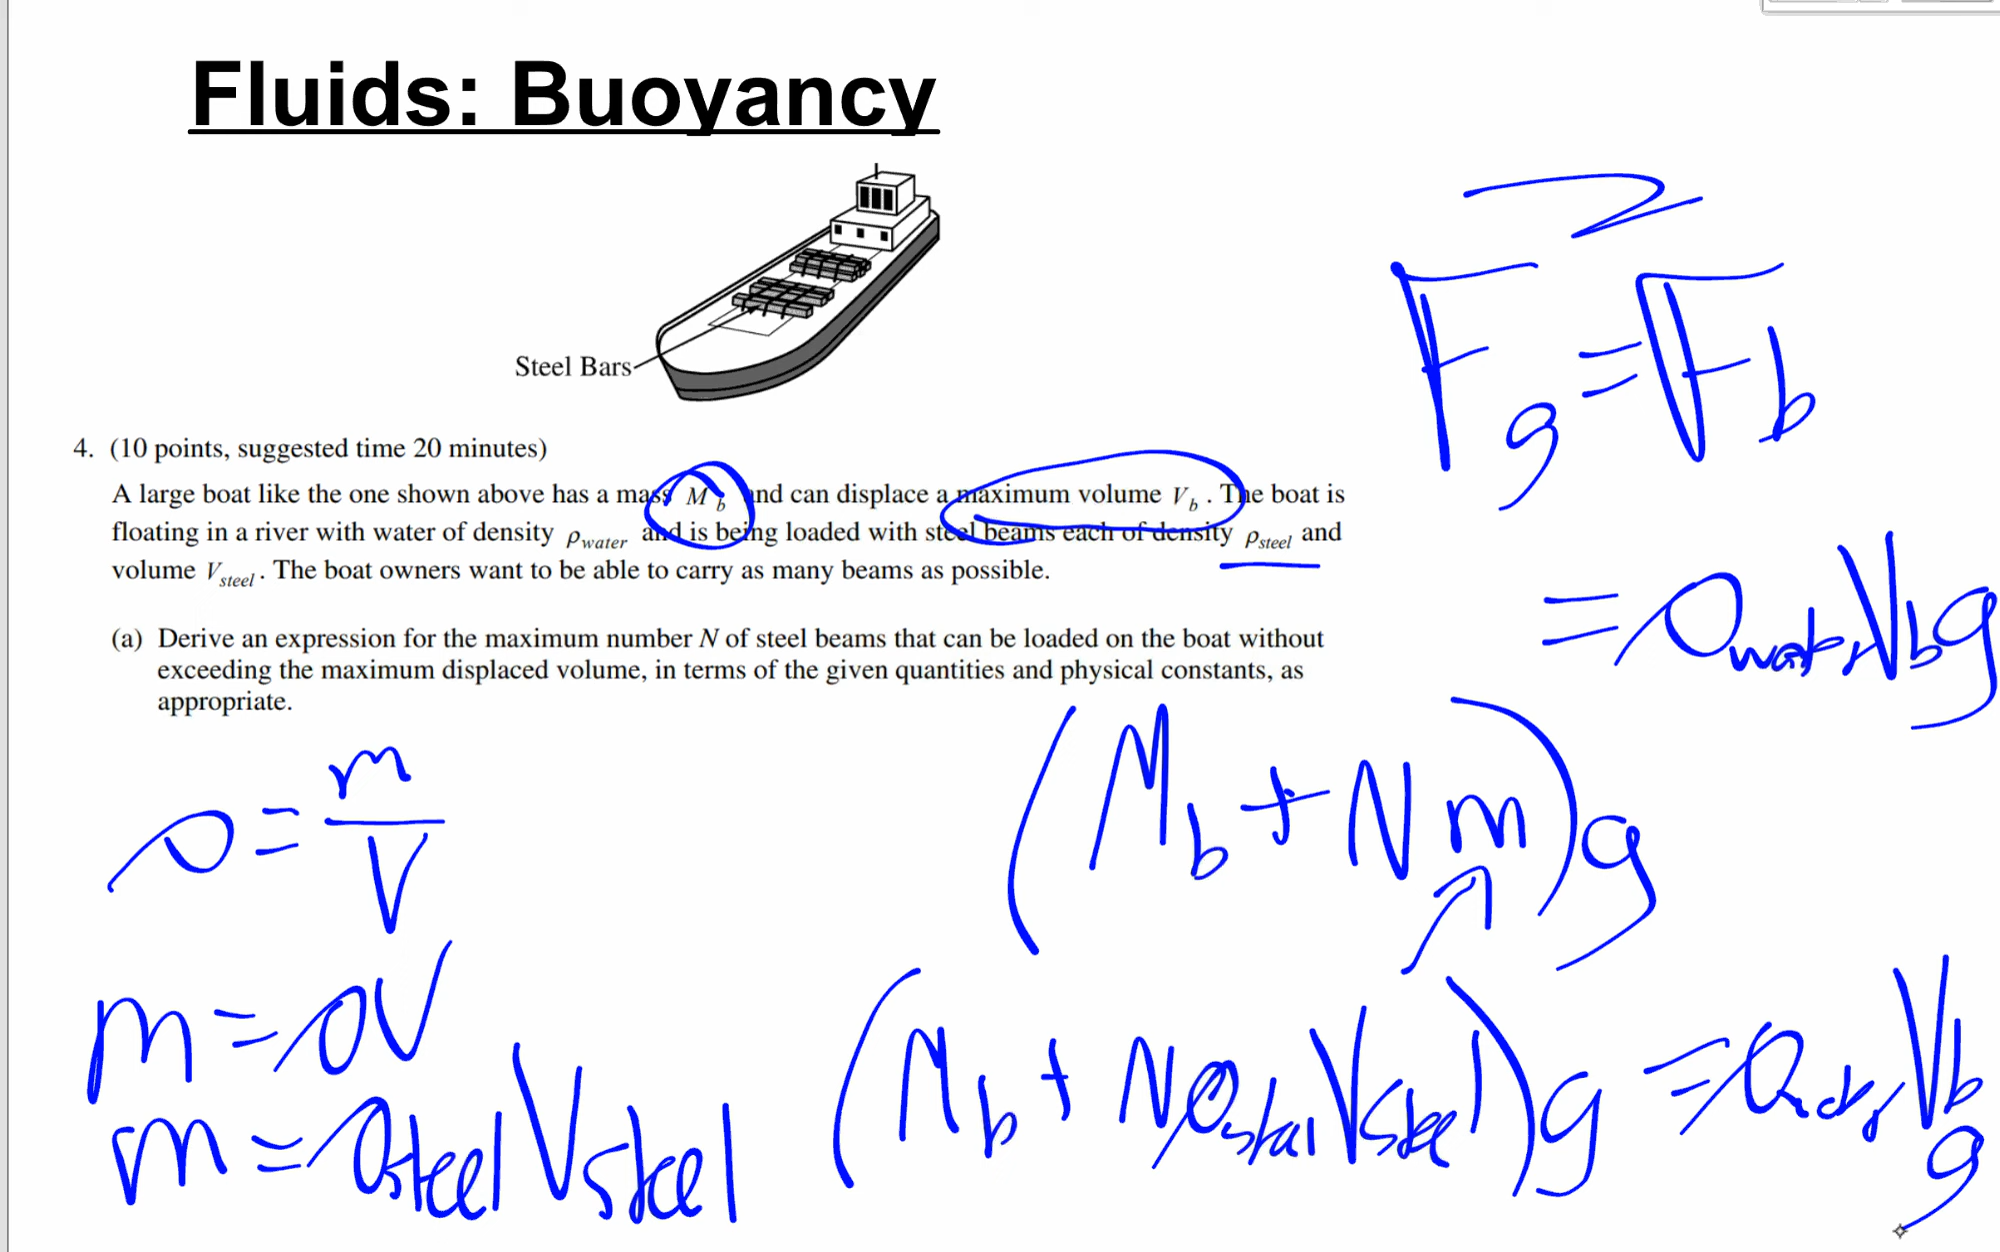 Fluids: Buoyancy
Steel Bars
4. (10 points, suggested time 20 minutes)
A large boat like the one shown above has a mass M_b and can displace a maximum volume V_b. The boat is
floating in a river with water of density ρ_water and is being loaded with steel beams each of density ρ_steel and
volume V_steel. The boat owners want to be able to carry as many beams as possible.
(a) Derive an expression for the maximum number N of steel beams that can be loaded on the boat without
exceeding the maximum displaced volume, in terms of the given quantities and physical constants, as
appropriate.
F_g = F_b
= ρ_water V_b g
(M_b + N m) g
ρ = m/V
m = ρV
m = ρ_steel V_steel
(M_b + N ρ_steel V_steel) g = ρ_water V_b g